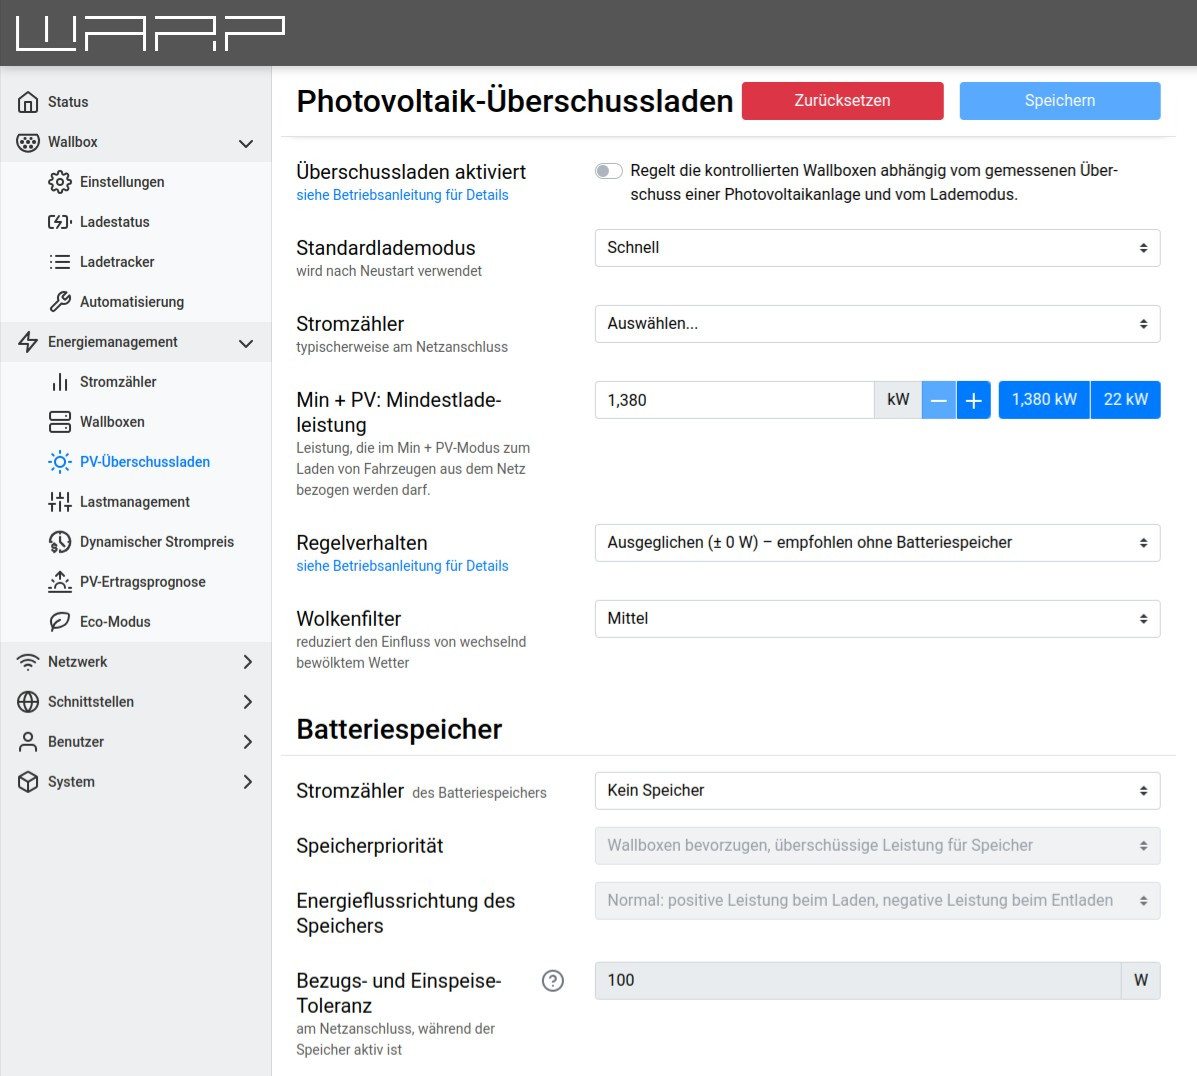 WARP
Status
Wallbox
Einstellungen
Ladestatus
Ladetracker
Automatisierung
Energiemanagement
Stromzähler
Wallboxen
PV-Überschussladen
Lastmanagement
Dynamischer Strompreis
PV-Ertragsprognose
Eco-Modus
Netzwerk
Schnittstellen
Benutzer
System
Photovoltaik-Überschussladen
Zurücksetzen
Speichern
Überschussladen aktiviert
siehe Betriebsanleitung für Details
Regelt die kontrollierten Wallboxen abhängig vom gemessenen Über-
schuss einer Photovoltaikanlage und vom Lademodus.
Standardlademodus
wird nach Neustart verwendet
Schnell
Stromzähler
typischerweise am Netzanschluss
Auswählen...
Min + PV: Mindestlade-
leistung
Leistung, die im Min + PV-Modus zum
Laden von Fahrzeugen aus dem Netz
bezogen werden darf.
1,380 kW
1,380 kW
22 kW
Regelverhalten
siehe Betriebsanleitung für Details
Ausgeglichen (± 0 W) – empfohlen ohne Batteriespeicher
Wolkenfilter
reduziert den Einfluss von wechselnd
bewölktem Wetter
Mittel
Batteriespeicher
Stromzähler des Batteriespeichers
Kein Speicher
Speicherpriorität
Wallboxen bevorzugen, überschüssige Leistung für Speicher
Energieflussrichtung des
Speichers
Normal: positive Leistung beim Laden, negative Leistung beim Entladen
Bezugs- und Einspeise-
Toleranz
am Netzanschluss, während der
Speicher aktiv ist
100 W